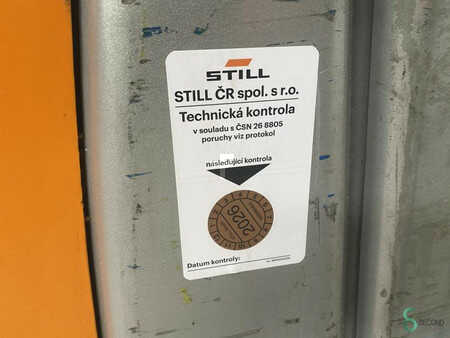 STILL
STILL ČR spol. s r.o.
Technická kontrola
v souladu s ČSN 26 8805
poruchy viz protokol
následující kontrola
2026
Datum kontroly:
SECOND